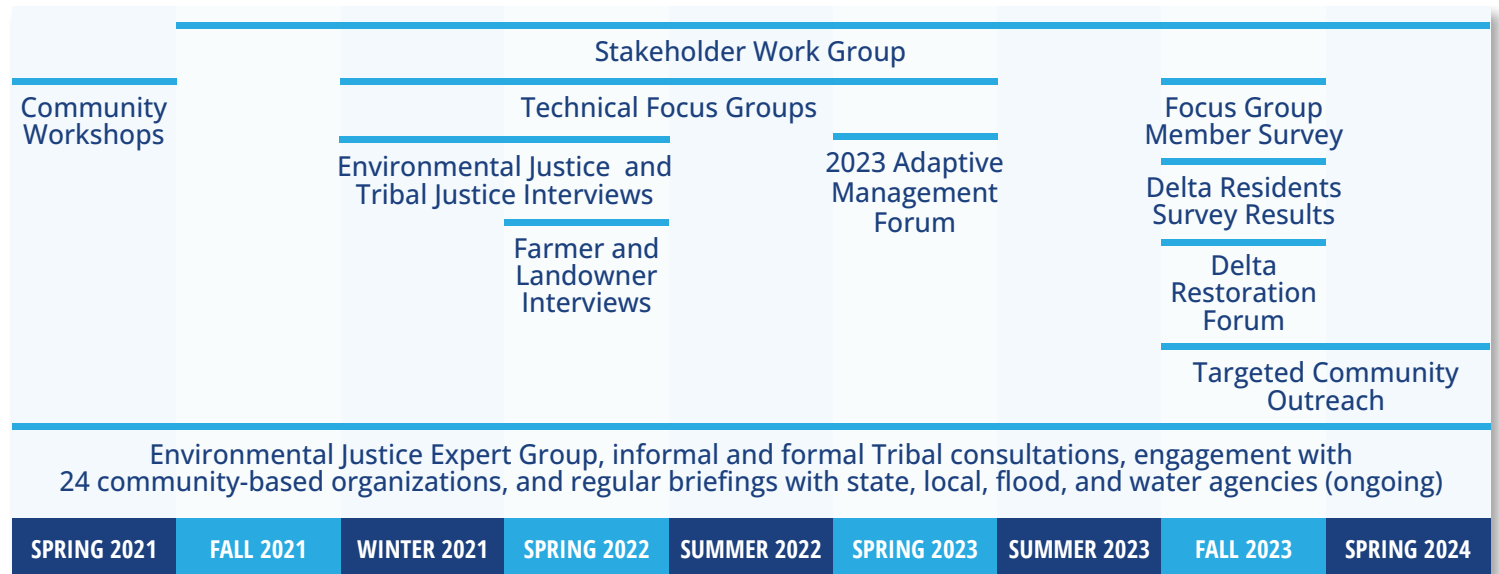 Stakeholder Work Group
Community
Workshops
Technical Focus Groups
Environmental Justice and
Tribal Justice Interviews
Farmer and
Landowner
Interviews
2023 Adaptive
Management
Forum
Focus Group
Member Survey
Delta Residents
Survey Results
Delta
Restoration
Forum
Targeted Community
Outreach
Environmental Justice Expert Group, informal and formal Tribal consultations, engagement with
24 community-based organizations, and regular briefings with state, local, flood, and water agencies (ongoing)
SPRING 2021 FALL 2021 WINTER 2021 SPRING 2022 SUMMER 2022 SPRING 2023 SUMMER 2023 FALL 2023 SPRING 2024